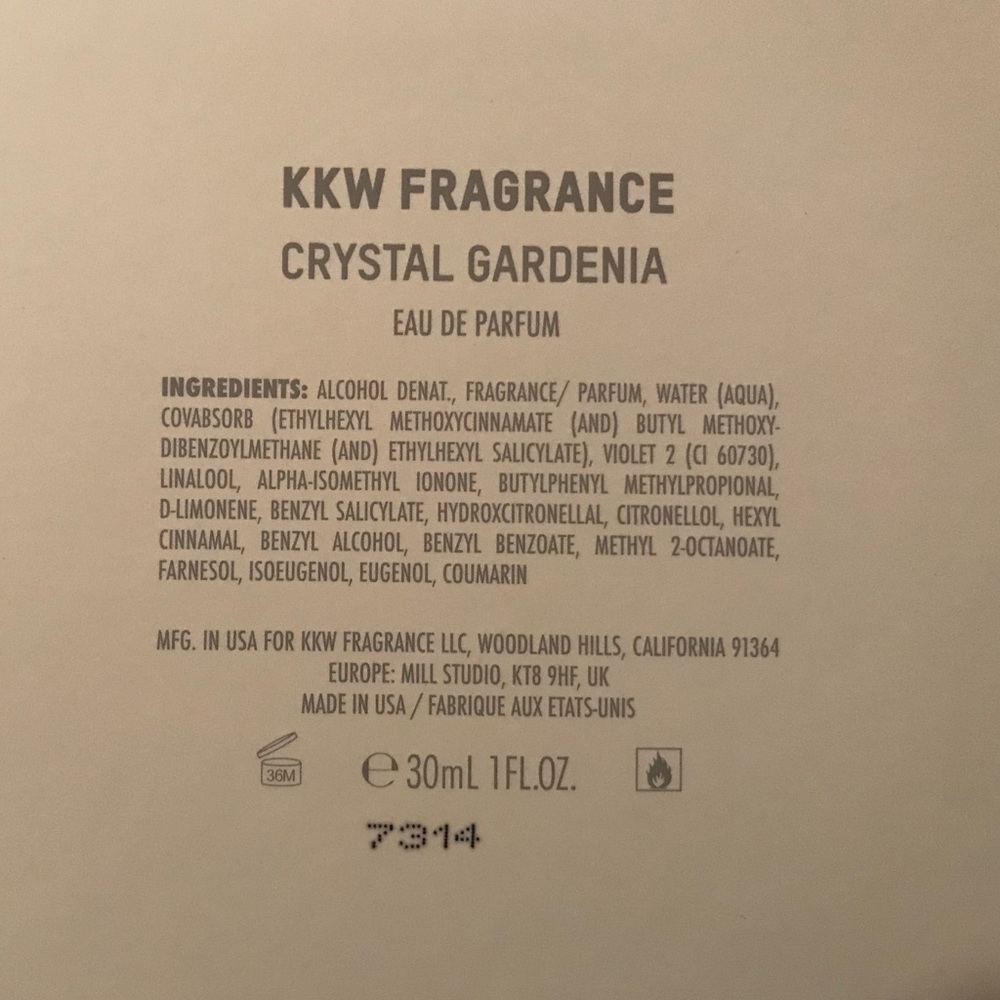 KKW FRAGRANCE
CRYSTAL GARDENIA
EAU DE PARFUM
INGREDIENTS: ALCOHOL DENAT., FRAGRANCE/ PARFUM, WATER (AQUA),
COVABSORB (ETHYLHEXYL METHOXYCINNAMATE (AND) BUTYL METHOXY-
DIBENZOYLMETHANE (AND) ETHYLHEXYL SALICYLATE), VIOLET 2 (CI 60730),
LINALOOL, ALPHA-ISOMETHYL IONONE, BUTYLPHENYL METHYLPROPIONAL,
D-LIMONENE, BENZYL SALICYLATE, HYDROXCITRONELLAL, CITRONELLOL, HEXYL
CINNAMAL, BENZYL ALCOHOL, BENZYL BENZOATE, METHYL 2-OCTANOATE,
FARNESOL, ISOEUGENOL, EUGENOL, COUMARIN
MFG. IN USA FOR KKW FRAGRANCE LLC, WOODLAND HILLS, CALIFORNIA 91364
EUROPE: MILL STUDIO, KT8 9HF, UK
MADE IN USA / FABRIQUE AUX ETATS-UNIS
36M ℮ 30mL 1FL.OZ.
7314